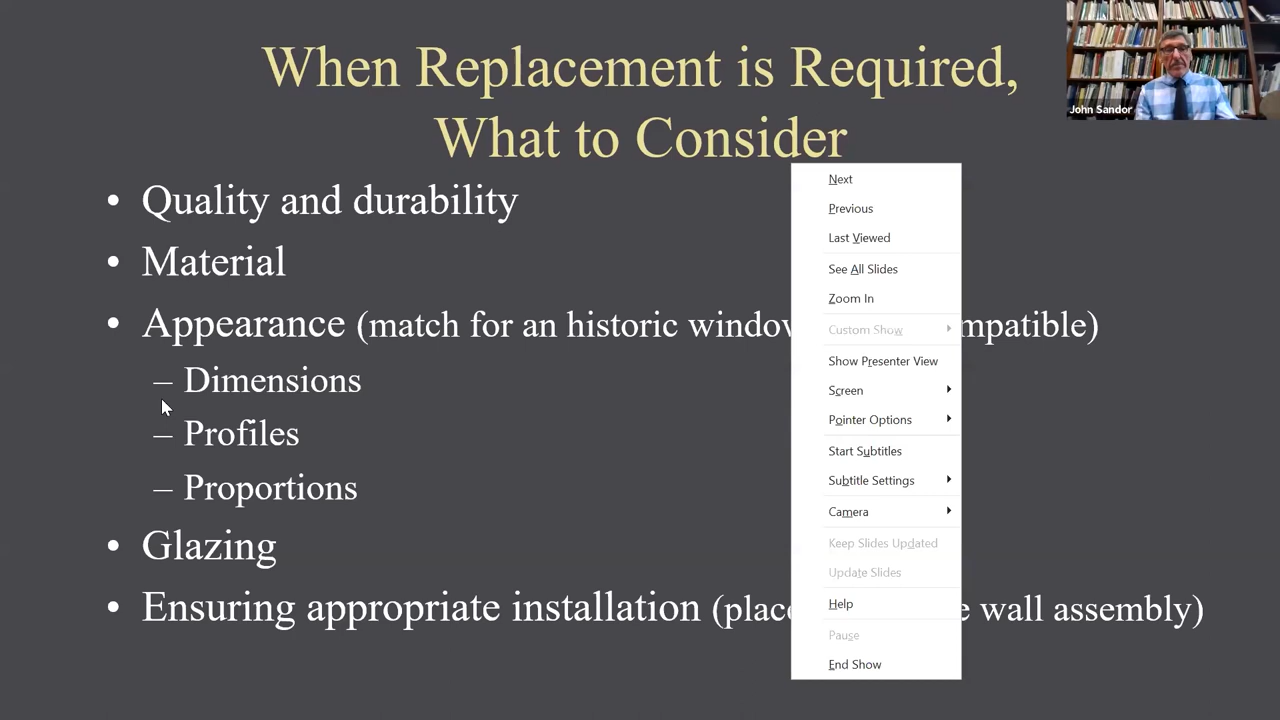 When Replacement is Required,
What to Consider
John Sandor
• Quality and durability
• Material
• Appearance (match for an historic window mpatible)
– Dimensions
– Profiles
– Proportions
• Glazing
• Ensuring appropriate installation (plac e wall assembly)
Next
Previous
Last Viewed
See All Slides
Zoom In
Custom Show
Show Presenter View
Screen
Pointer Options
Start Subtitles
Subtitle Settings
Camera
Keep Slides Updated
Update Slides
Help
Pause
End Show